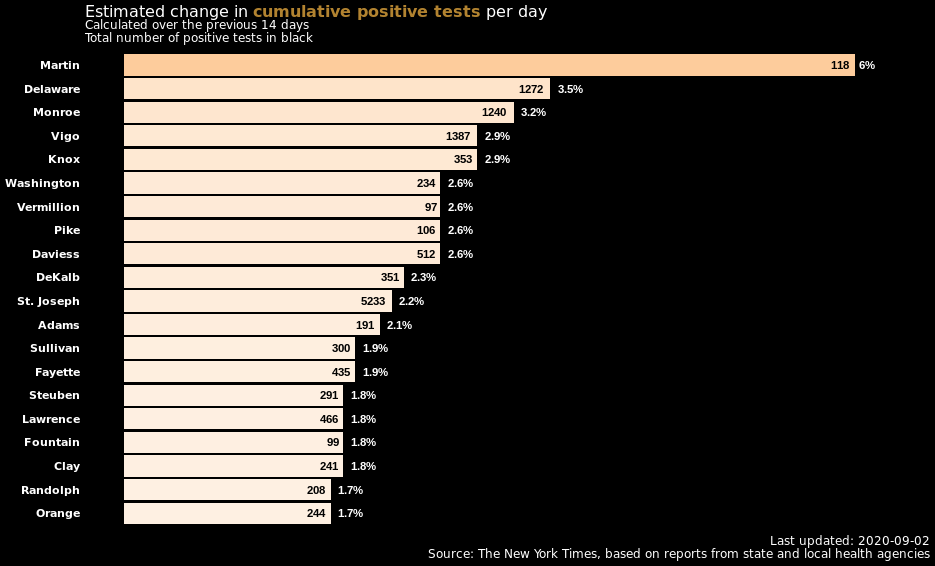 Estimated change in cumulative positive tests per day
Calculated over the previous 14 days
Total number of positive tests in black
Martin 118 6%
Delaware 1272 3.5%
Monroe 1240 3.2%
Vigo 1387 2.9%
Knox 353 2.9%
Washington 234 2.6%
Vermillion 97 2.6%
Pike 106 2.6%
Daviess 512 2.6%
DeKalb 351 2.3%
St. Joseph 5233 2.2%
Adams 191 2.1%
Sullivan 300 1.9%
Fayette 435 1.9%
Steuben 291 1.8%
Lawrence 466 1.8%
Fountain 99 1.8%
Clay 241 1.8%
Randolph 208 1.7%
Orange 244 1.7%
Last updated: 2020-09-02
Source: The New York Times, based on reports from state and local health agencies